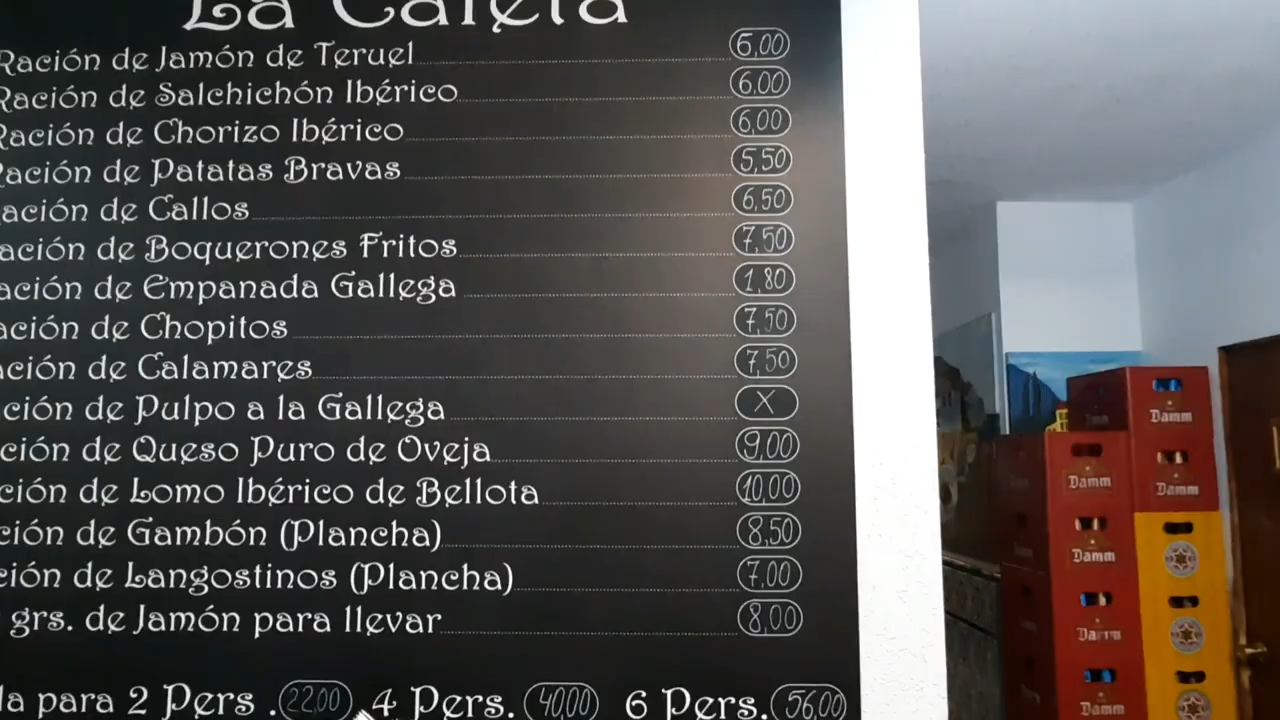 La Caleta
Ración de Jamón de Teruel 6,00
Ración de Salchichón Ibérico 6,00
Ración de Chorizo Ibérico 6,00
Ración de Patatas Bravas 5,50
ación de Callos 6,50
ación de Boquerones Fritos 7,50
ación de Empanada Gallega 1,80
ación de Chopitos 7,50
ación de Calamares 7,50
ción de Pulpo a la Gallega X
ción de Queso Puro de Oveja 9,00
ción de Lomo Ibérico de Bellota 10,00
ción de Gambón (Plancha) 8,50
ción de Langostinos (Plancha) 7,00
grs. de Jamón para llevar 8,00
la para 2 Pers. 22,00 4 Pers. 40,00 6 Pers. 56,00
Damm
Damm
Damm
Damm
Damm
Damm